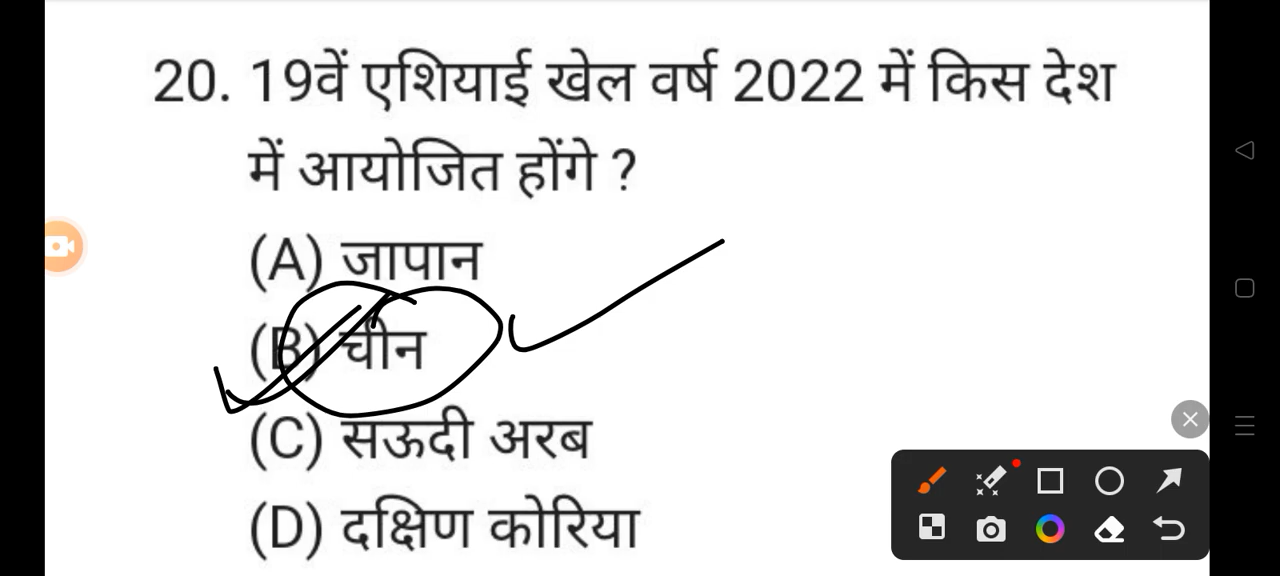 20. 19वें एशियाई खेल वर्ष 2022 में किस देश
में आयोजित होंगे ?
(A) जापान
(B) चीन
(C) सऊदी अरब
(D) दक्षिण कोरिया